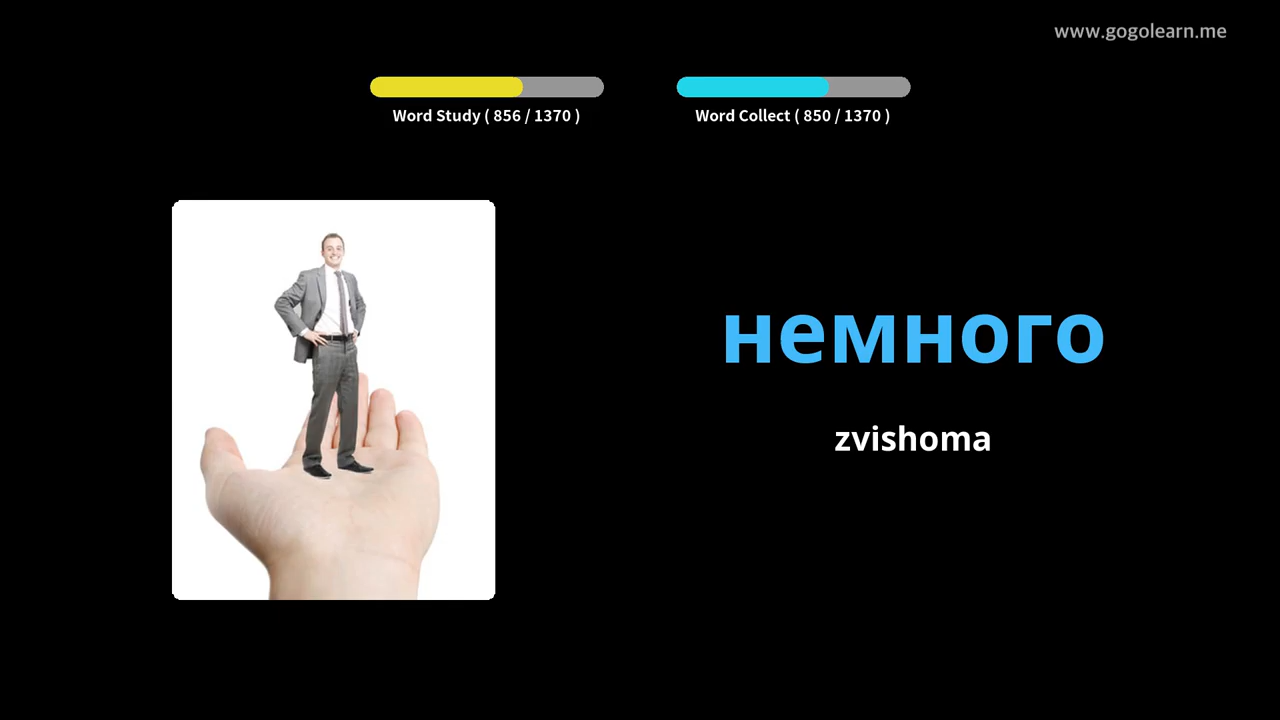 www.gogolearn.me
Word Study ( 856 / 1370 )
Word Collect ( 850 / 1370 )
немного
zvishoma